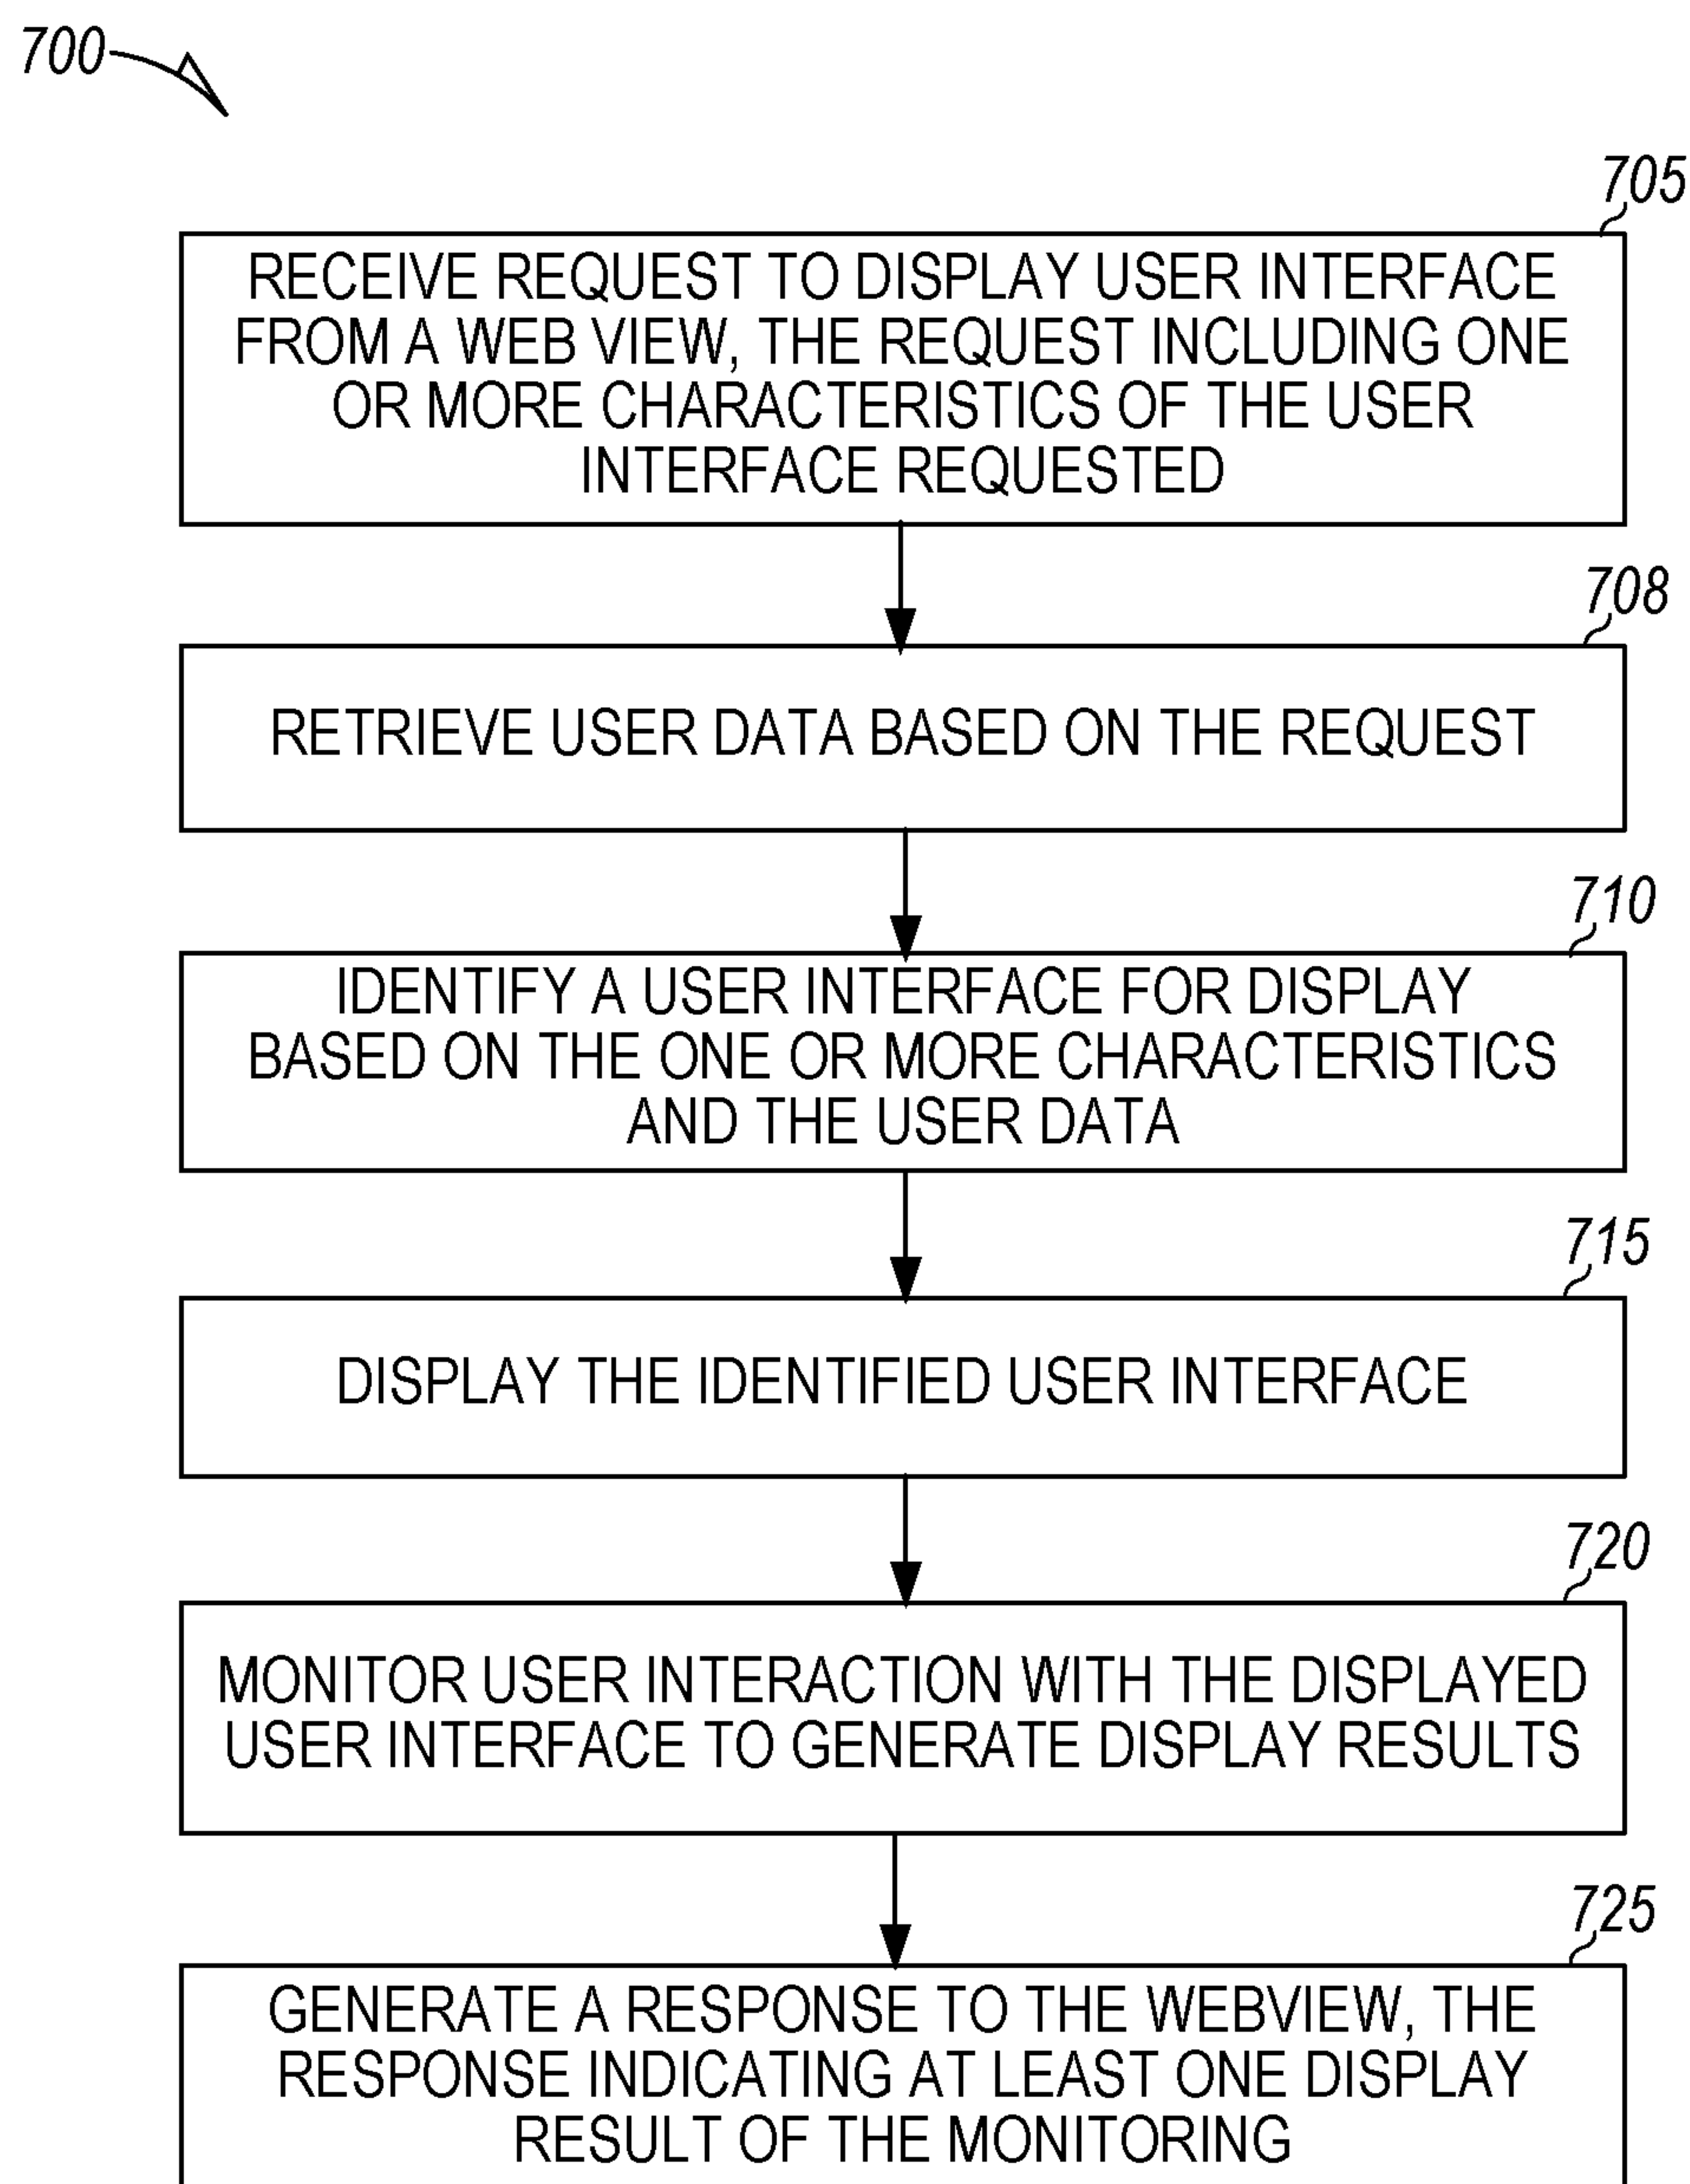 700
705
RECEIVE REQUEST TO DISPLAY USER INTERFACE
FROM A WEB VIEW, THE REQUEST INCLUDING ONE
OR MORE CHARACTERISTICS OF THE USER
INTERFACE REQUESTED
708
RETRIEVE USER DATA BASED ON THE REQUEST
710
IDENTIFY A USER INTERFACE FOR DISPLAY
BASED ON THE ONE OR MORE CHARACTERISTICS
AND THE USER DATA
715
DISPLAY THE IDENTIFIED USER INTERFACE
720
MONITOR USER INTERACTION WITH THE DISPLAYED
USER INTERFACE TO GENERATE DISPLAY RESULTS
725
GENERATE A RESPONSE TO THE WEBVIEW, THE
RESPONSE INDICATING AT LEAST ONE DISPLAY
RESULT OF THE MONITORING